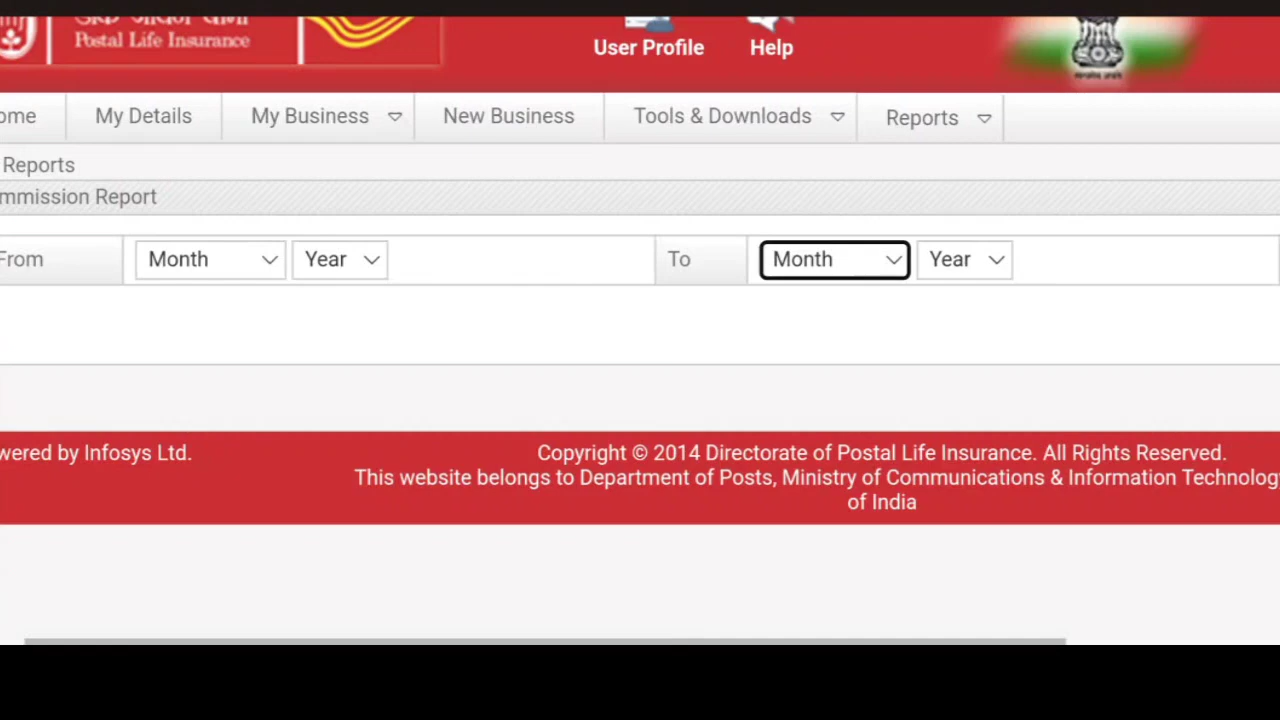 Postal Life Insurance
User Profile Help
ome My Details My Business New Business Tools & Downloads Reports
Reports
mmission Report
From Month Year To Month Year
wered by Infosys Ltd.
Copyright © 2014 Directorate of Postal Life Insurance. All Rights Reserved.
This website belongs to Department of Posts, Ministry of Communications & Information Technology
of India